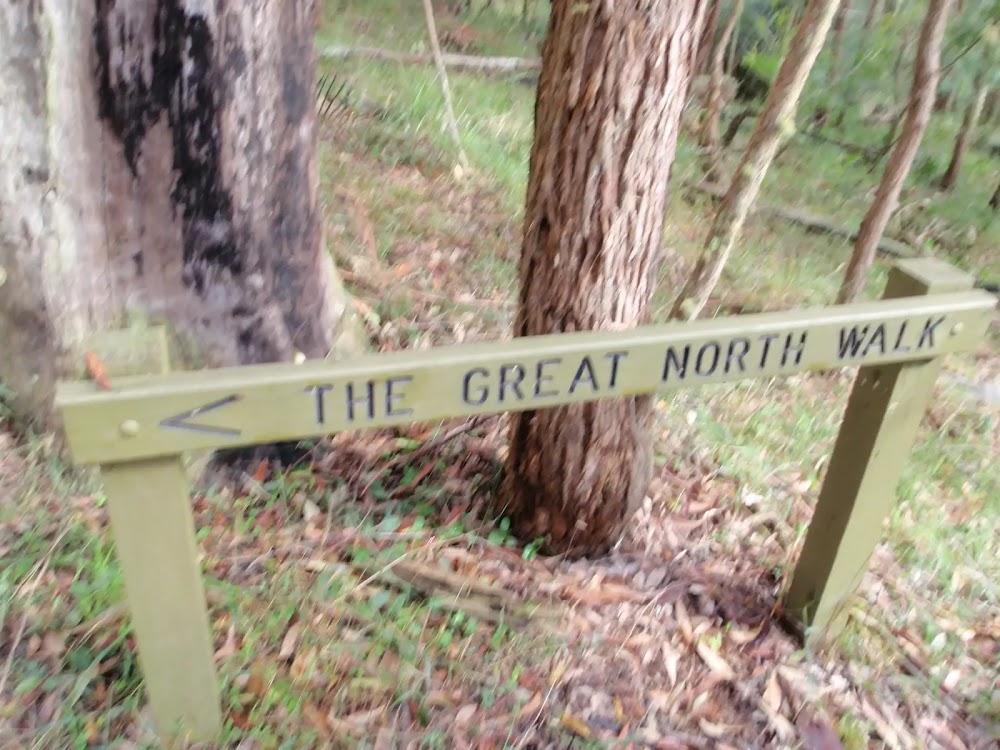 < THE GREAT NORTH WALK